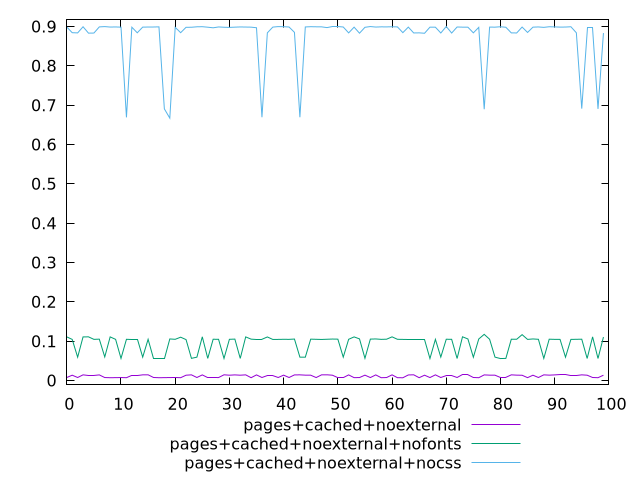 0.9
0.8
0.7
0.6
0.5
0.4
0.3
0.2
0.1
0
0 10 20 30 40 50 60 70 80 90 100
pages+cached+noexternal
pages+cached+noexternal+nofonts
pages+cached+noexternal+nocss